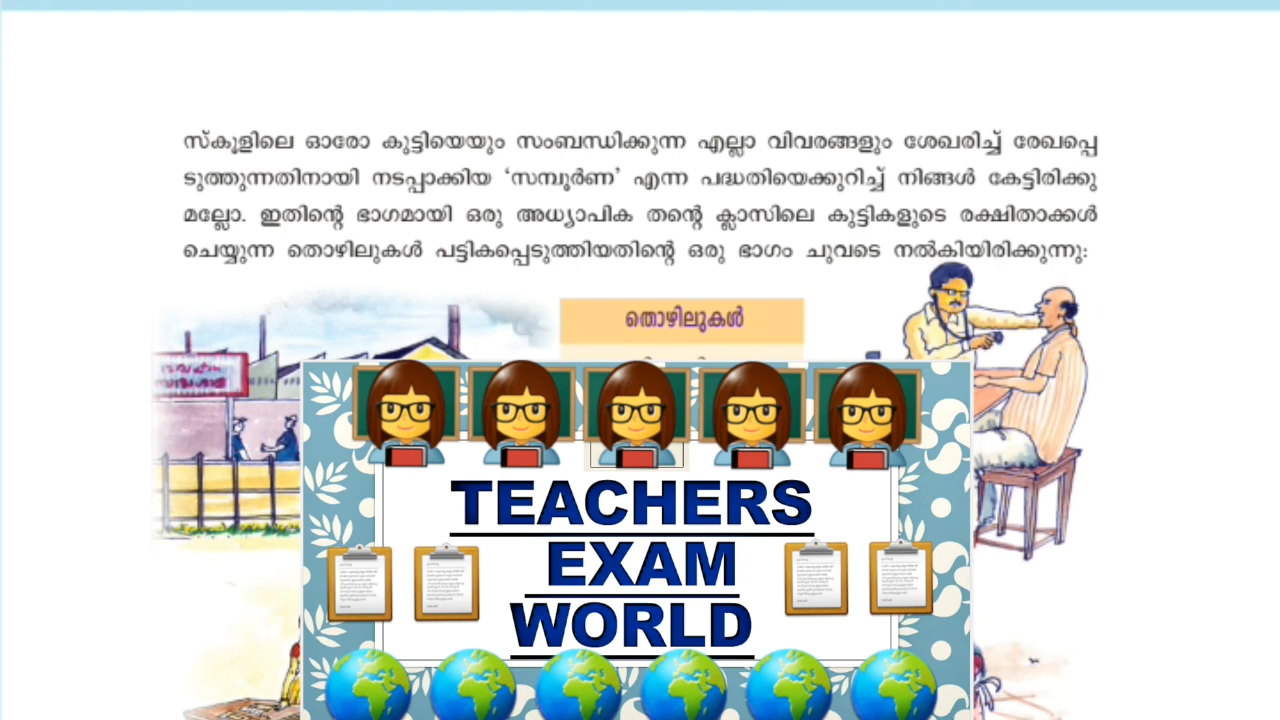 സ്കൂളിലെ ഓരോ കുട്ടിയെയും സംബന്ധിക്കുന്ന എല്ലാ വിവരങ്ങളും ശേഖരിച്ച് രേഖപ്പെ
ടുത്തുന്നതിനായി നടപ്പാക്കിയ ‘സമ്പൂർണ’ എന്ന പദ്ധതിയെക്കുറിച്ച് നിങ്ങൾ കേട്ടിരിക്കു
മല്ലോ. ഇതിന്റെ ഭാഗമായി ഒരു അധ്യാപിക തന്റെ ക്ലാസിലെ കുട്ടികളുടെ രക്ഷിതാക്കൾ
ചെയ്യുന്ന തൊഴിലുകൾ പട്ടികപ്പെടുത്തിയതിന്റെ ഒരു ഭാഗം ചുവടെ നൽകിയിരിക്കുന്നു:
തൊഴിലുകൾ
TEACHERS
EXAM
WORLD